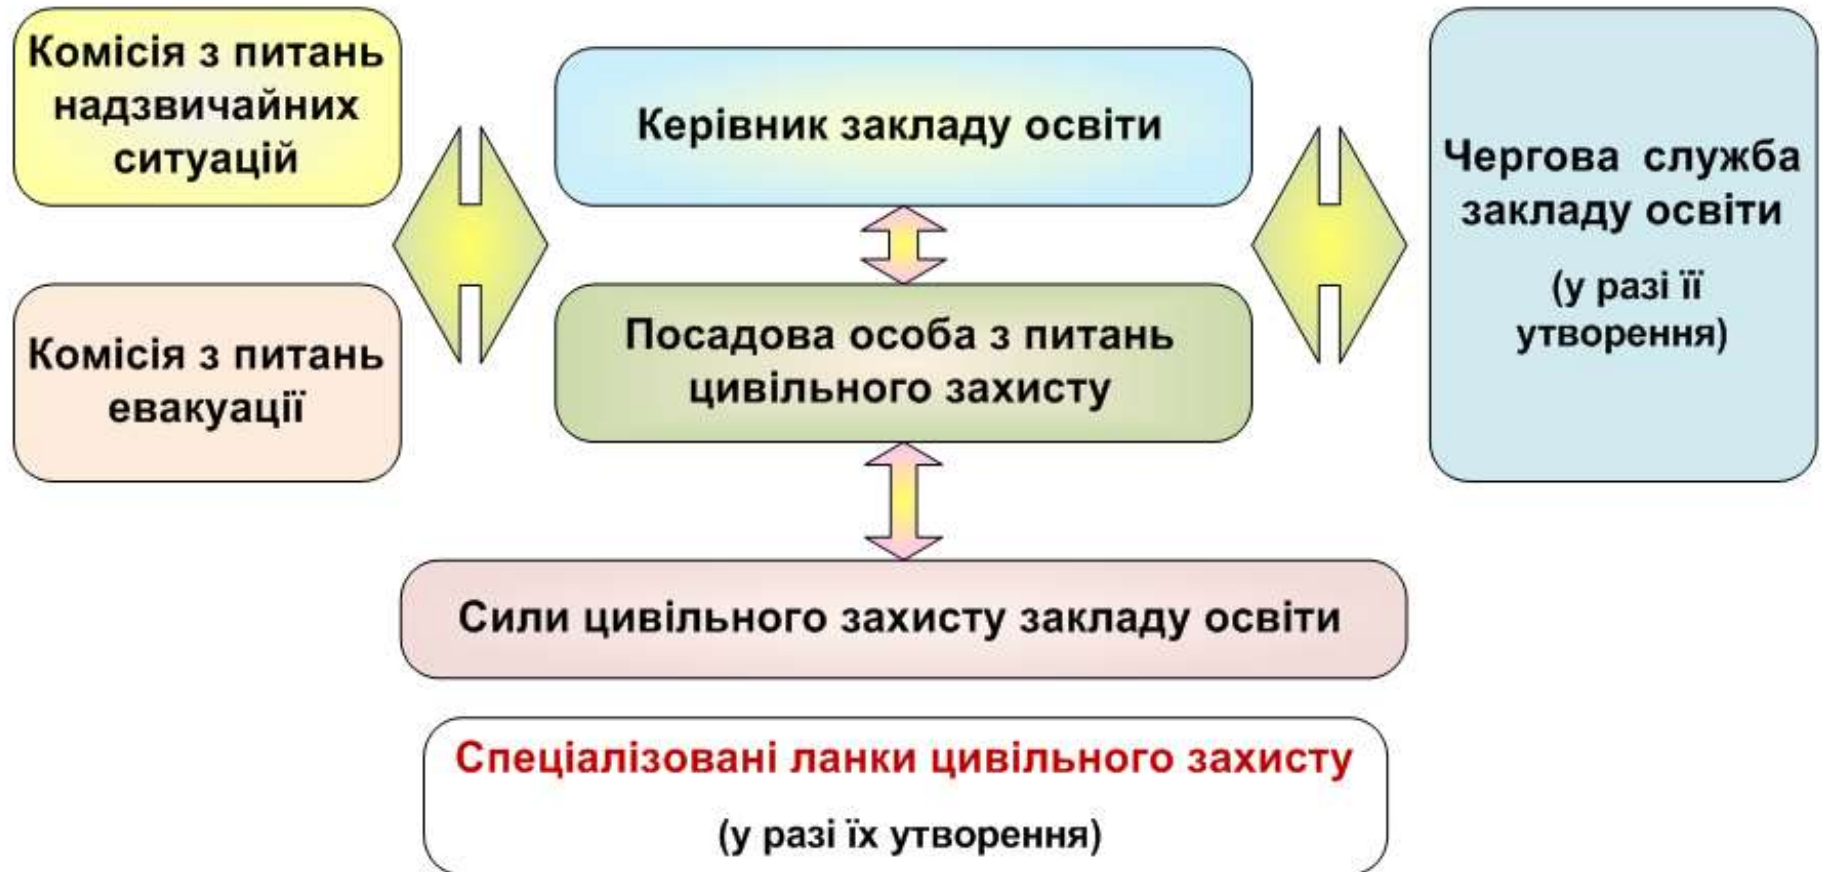 Комісія з питань
надзвичайних
ситуацій
Керівник закладу освіти
Чергова служба
закладу освіти
(у разі її
утворення)
Комісія з питань
евакуації
Посадова особа з питань
цивільного захисту
Сили цивільного захисту закладу освіти
Спеціалізовані ланки цивільного захисту
(у разі їх утворення)